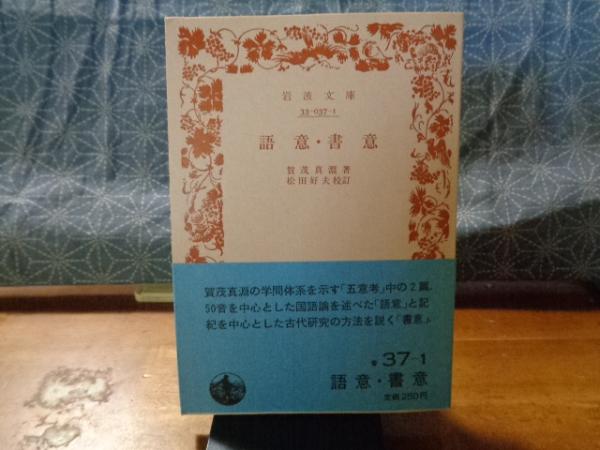 岩波文庫
33-037-1
語意・書意
賀茂真淵著
松田好夫校訂
賀茂真淵の学問体系を示す「五意考」中の2篇.
50音を中心とした国語論を述べた「語意」と記
紀を中心とした古代研究の方法を説く「書意」.
青 37-1
語意・書意
定価250円